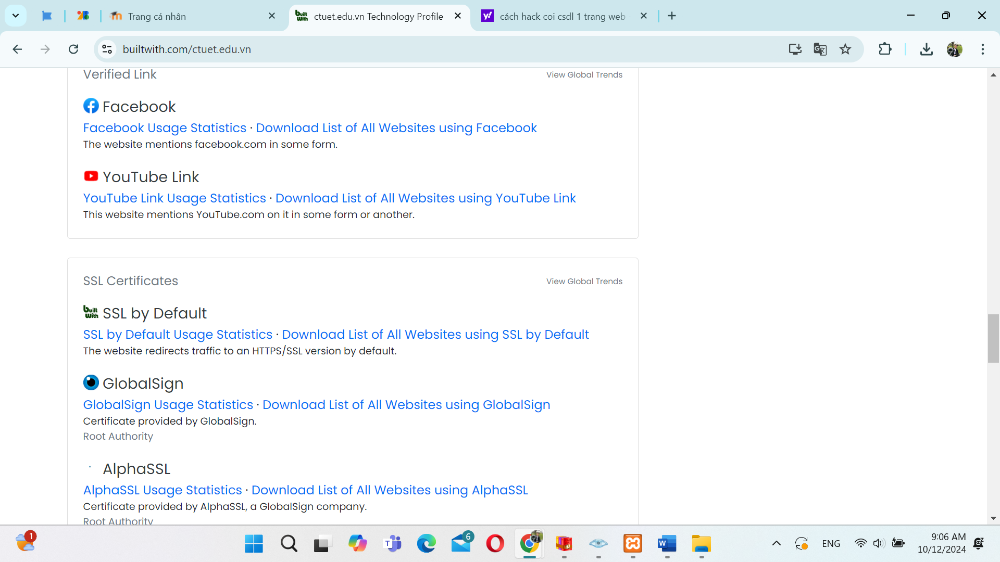 Trang cá nhân
ctuet.edu.vn Technology Profile
cách hack coi csdl 1 trang web
builtwith.com/ctuet.edu.vn
Verified Link
View Global Trends
Facebook
Facebook Usage Statistics · Download List of All Websites using Facebook
The website mentions facebook.com in some form.
YouTube Link
YouTube Link Usage Statistics · Download List of All Websites using YouTube Link
This website mentions YouTube.com on it in some form or another.
SSL Certificates
View Global Trends
built With
SSL by Default
SSL by Default Usage Statistics · Download List of All Websites using SSL by Default
The website redirects traffic to an HTTPS/SSL version by default.
GlobalSign
GlobalSign Usage Statistics · Download List of All Websites using GlobalSign
Certificate provided by GlobalSign.
Root Authority
AlphaSSL
AlphaSSL Usage Statistics · Download List of All Websites using AlphaSSL
Certificate provided by AlphaSSL, a GlobalSign company.
Root Authority
1
6
ENG
9:06 AM
10/12/2024